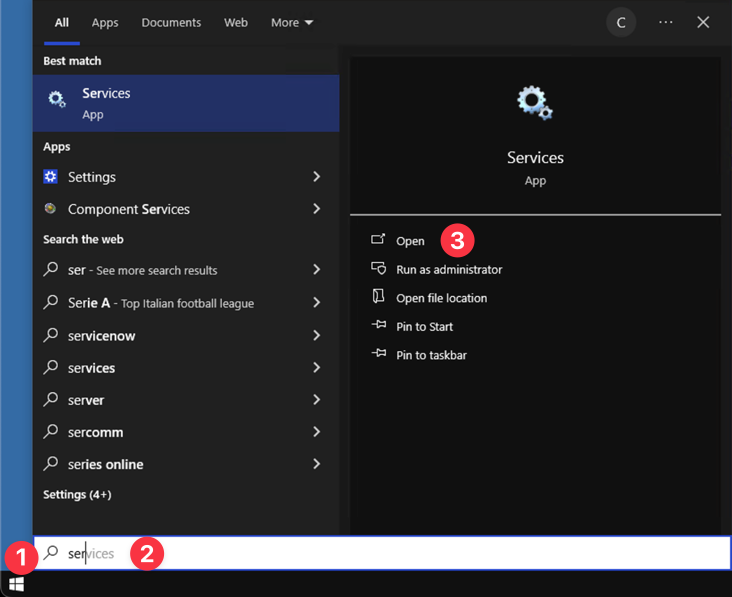 All Apps Documents Web More C ...
Best match
Services
App
Apps
Settings
Component Services
Search the web
ser - See more search results
Serie A - Top Italian football league
servicenow
services
server
sercomm
series online
Settings (4+)
Services
App
Open 3
Run as administrator
Open file location
Pin to Start
Pin to taskbar
1 services 2